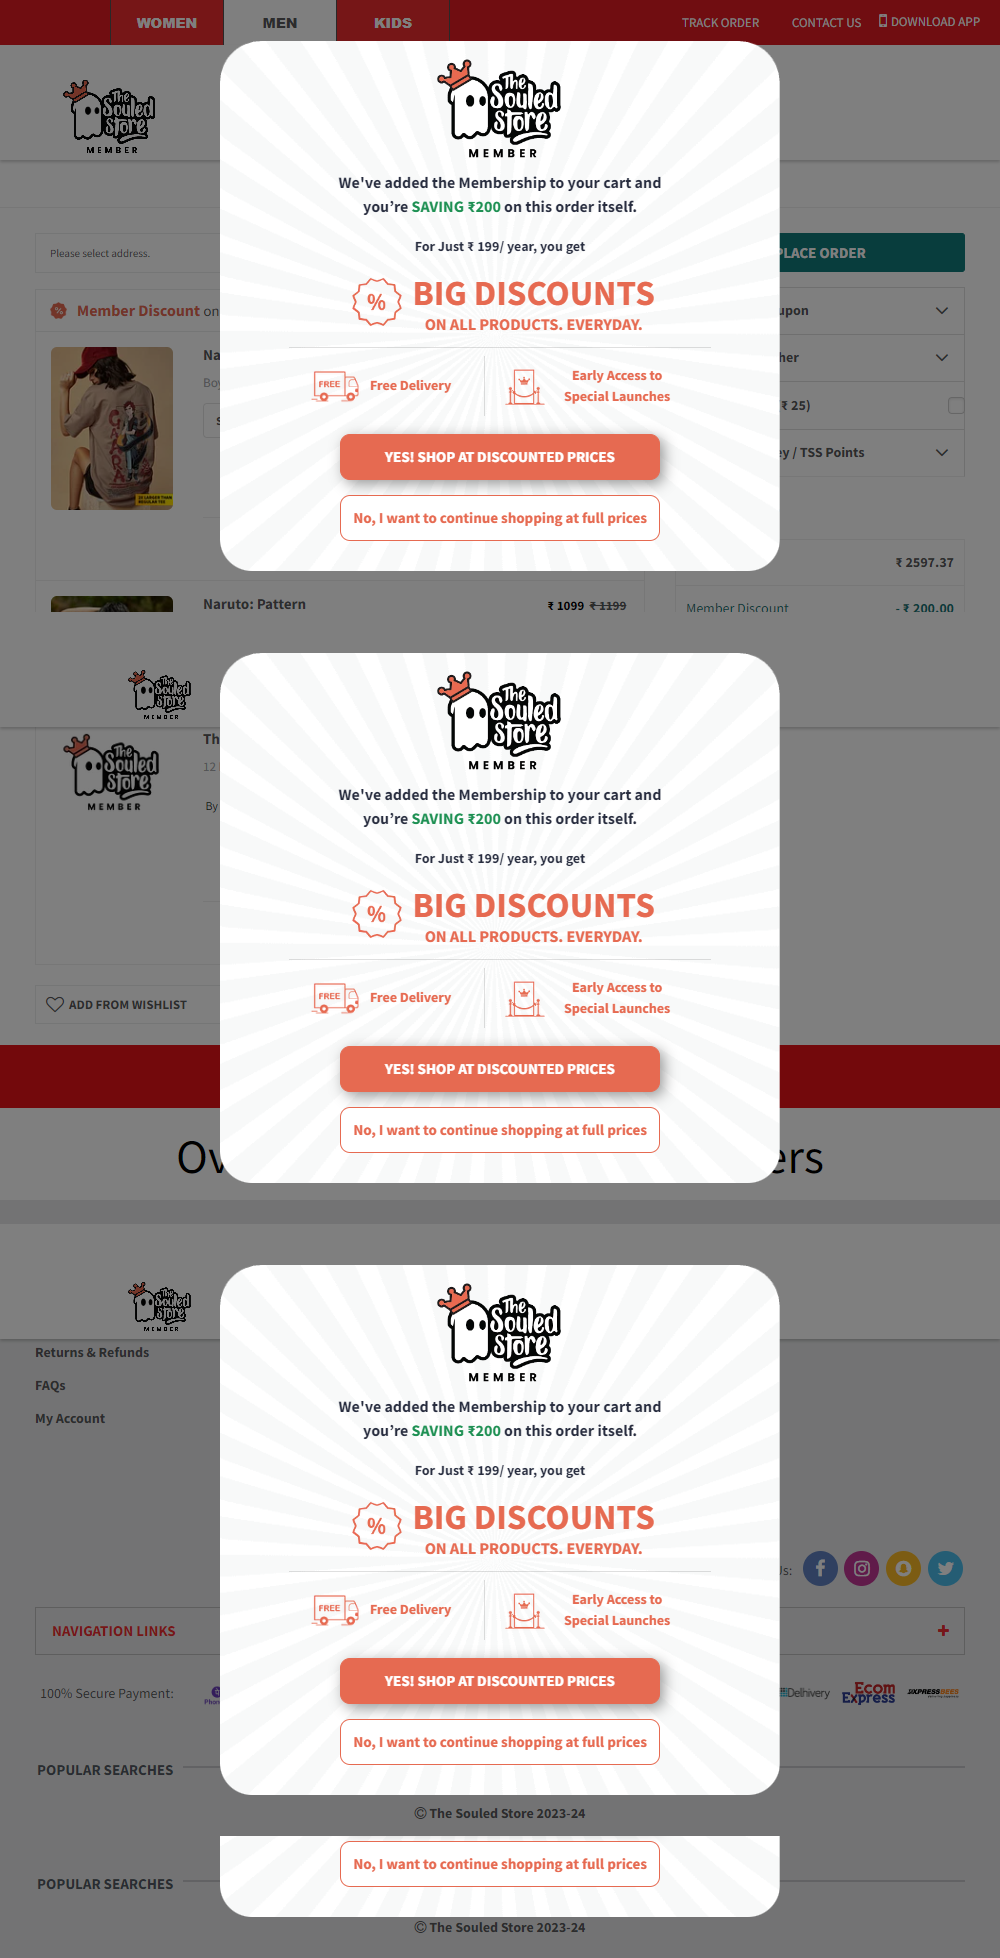 WOMEN
MEN
KIDS
TRACK ORDER
CONTACT US
DOWNLOAD APP
The
Souled
Store
MEMBER
The
Souled
Store
MEMBER
We've added the Membership to your cart and
you're SAVING ₹200 on this order itself.
For Just ₹ 199/ year, you get
%
BIG DISCOUNTS
ON ALL PRODUCTS. EVERYDAY.
FREE
Free Delivery
Early Access to
Special Launches
YES! SHOP AT DISCOUNTED PRICES
No, I want to continue shopping at full prices
Please select address.
PLACE ORDER
Member Discount on
Na
Boy
₹ 25)
ey / TSS Points
₹ 2597.37
Naruto: Pattern
₹ 1099 ₹ 1199
Member Discount
- ₹ 200.00
The
Souled
Store
MEMBER
The
Souled
Store
MEMBER
Th
12
By
The
Souled
Store
MEMBER
We've added the Membership to your cart and
you're SAVING ₹200 on this order itself.
For Just ₹ 199/ year, you get
%
BIG DISCOUNTS
ON ALL PRODUCTS. EVERYDAY.
FREE
Free Delivery
Early Access to
Special Launches
YES! SHOP AT DISCOUNTED PRICES
No, I want to continue shopping at full prices
ADD FROM WISHLIST
Ov
ers
The
Souled
Store
MEMBER
The
Souled
Store
MEMBER
Returns & Refunds
FAQs
My Account
We've added the Membership to your cart and
you're SAVING ₹200 on this order itself.
For Just ₹ 199/ year, you get
%
BIG DISCOUNTS
ON ALL PRODUCTS. EVERYDAY.
FREE
Free Delivery
Early Access to
Special Launches
YES! SHOP AT DISCOUNTED PRICES
No, I want to continue shopping at full prices
Us:
NAVIGATION LINKS
100% Secure Payment:
Delhivery
Ecom
Express
XPRESSBEES
POPULAR SEARCHES
© The Souled Store 2023-24
No, I want to continue shopping at full prices
POPULAR SEARCHES
© The Souled Store 2023-24